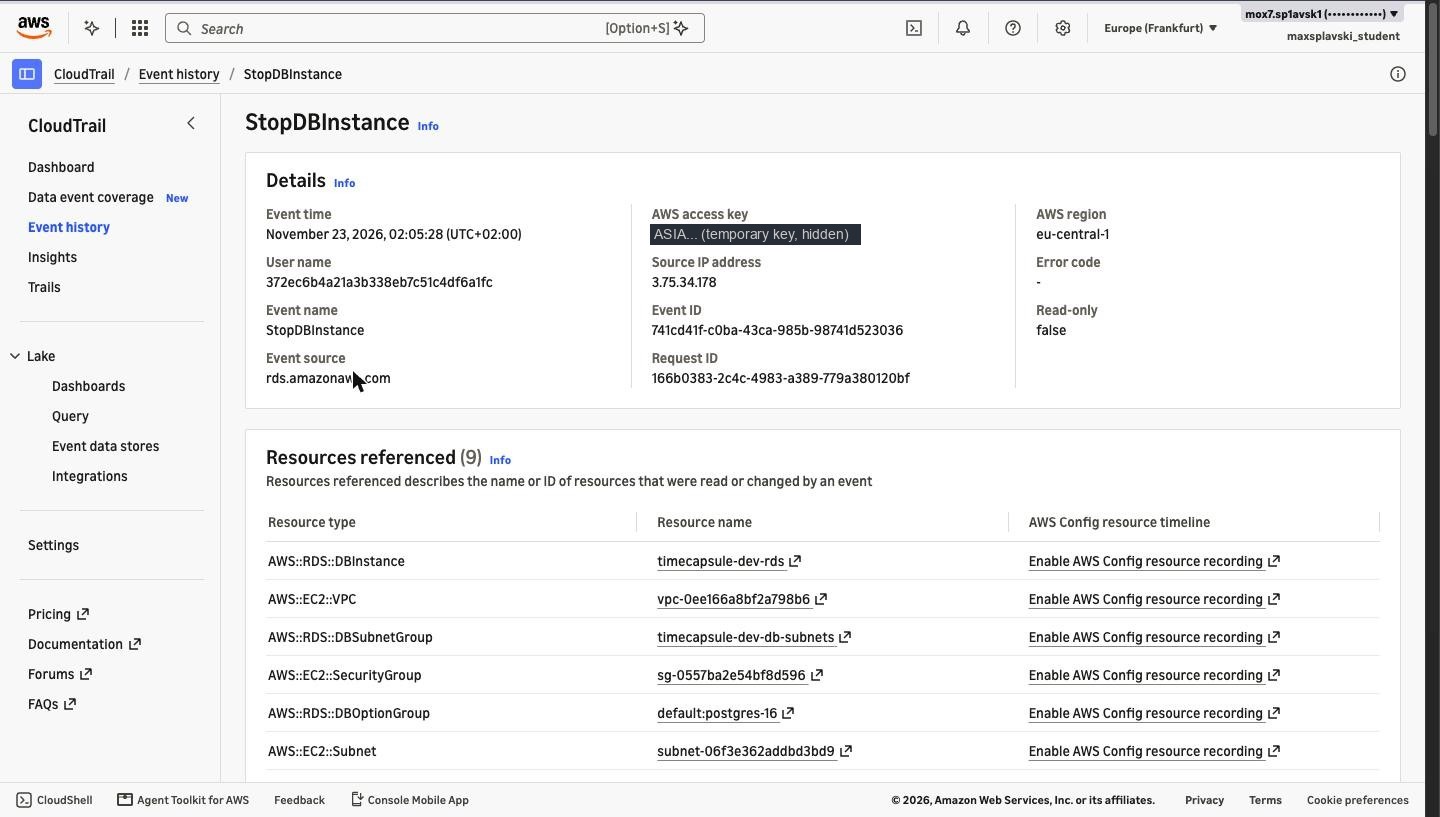 aws
Search [Option+S]
Europe (Frankfurt)
mox7.sp1avsk1 (••••••••••••)
maxsplavski_student
CloudTrail / Event history / StopDBInstance
CloudTrail
Dashboard
Data event coverage New
Event history
Insights
Trails
Lake
Dashboards
Query
Event data stores
Integrations
Settings
Pricing
Documentation
Forums
FAQs
StopDBInstance Info
Details Info
Event time
November 23, 2026, 02:05:28 (UTC+02:00)
User name
372ec6b4a21a3b338eb7c51c4df6a1fc
Event name
StopDBInstance
Event source
AWS access key
ASIA... (temporary key, hidden)
Source IP address
3.75.34.178
Event ID
741cd41f-c0ba-43ca-985b-98741d523036
Request ID
166b0383-2c4c-4983-a389-779a380120bf
AWS region
eu-central-1
Error code
-
Read-only
false
Resources referenced (9) Info
Resources referenced describes the name or ID of resources that were read or changed by an event
Resource type Resource name AWS Config resource timeline
AWS::RDS::DBInstance timecapsule-dev-rds Enable AWS Config resource recording
AWS::EC2::VPC vpc-0ee166a8bf2a798b6 Enable AWS Config resource recording
AWS::RDS::DBSubnetGroup timecapsule-dev-db-subnets Enable AWS Config resource recording
AWS::EC2::SecurityGroup sg-0557ba2e54bf8d596 Enable AWS Config resource recording
AWS::RDS::DBOptionGroup default:postgres-16 Enable AWS Config resource recording
AWS::EC2::Subnet subnet-06f3e362addbd3bd9 Enable AWS Config resource recording
CloudShell Agent Toolkit for AWS Feedback Console Mobile App © 2026, Amazon Web Services, Inc. or its affiliates. Privacy Terms Cookie preferences